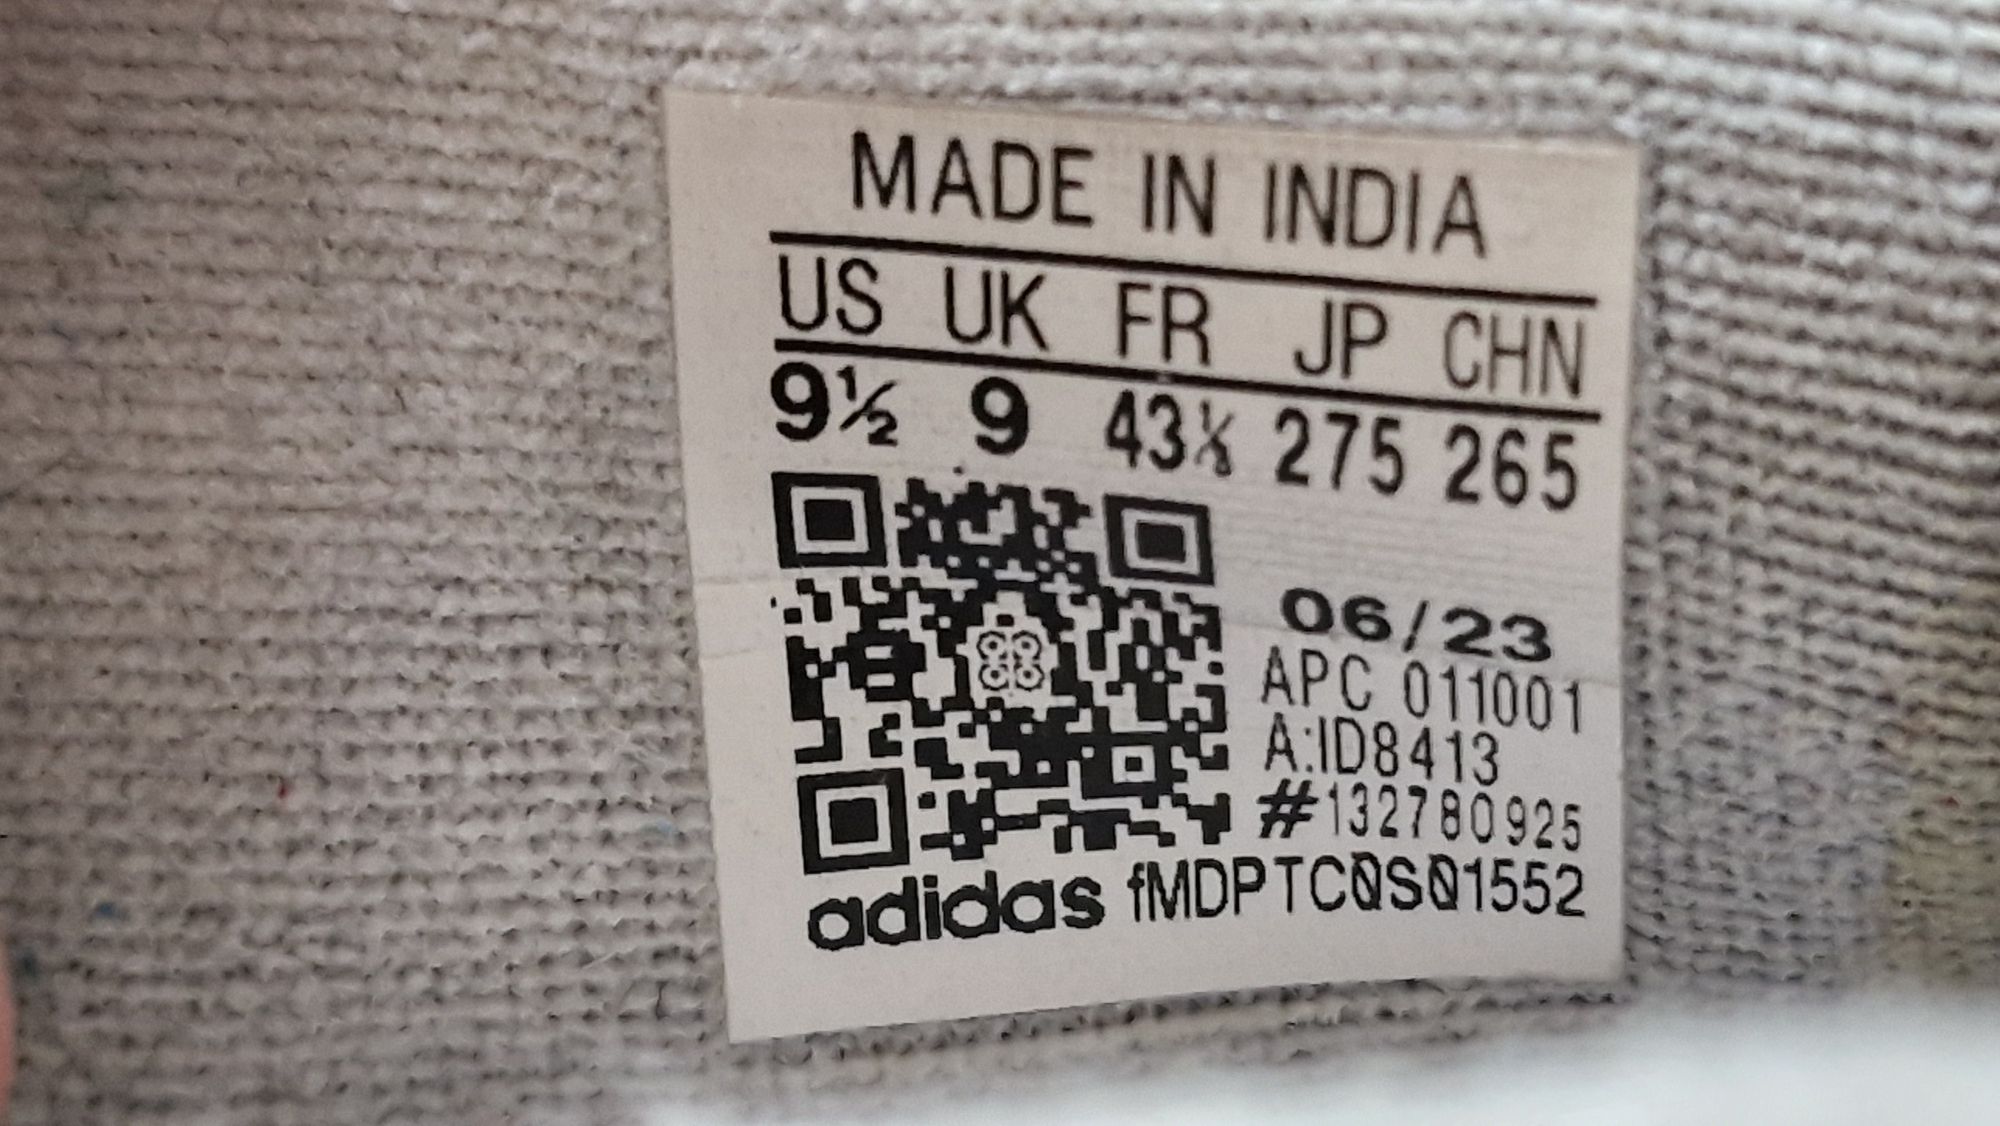 MADE IN INDIA
US UK FR JP CHN
9½ 9 43⅓ 275 265
06/23
APC 011001
A:ID8413
#132780925
adidas fMDPTC0S01552